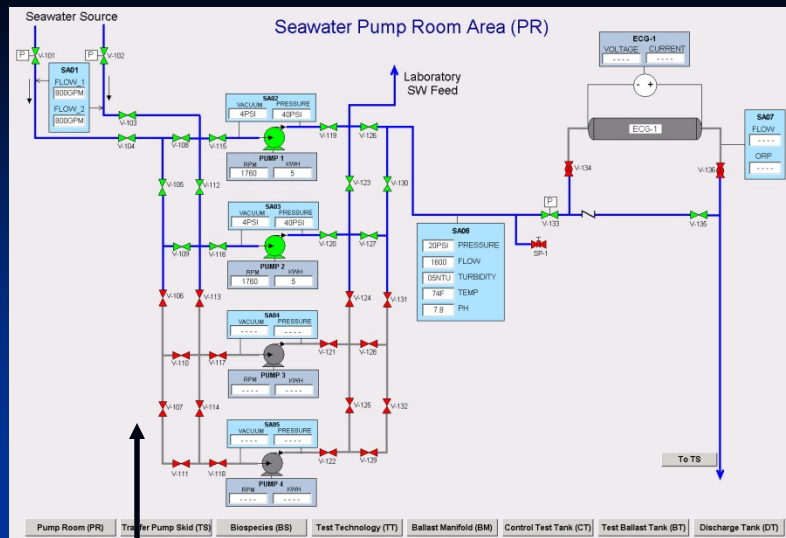 Seawater Pump Room Area (PR)
Seawater Source
P V-101
P V-102
SA01
FLOW_1
800GPM
FLOW_2
800GPM
V-103
V-104
V-108
V-115
V-105
V-112
V-109
V-116
V-106
V-113
V-110
V-117
V-107
V-114
V-111
V-118
SA02
VACUUM PRESSURE
4PSI 40PSI
PUMP 1
RPM KWH
1760 5
SA03
VACUUM PRESSURE
4PSI 40PSI
PUMP 2
RPM KWH
1760 5
SA04
VACUUM PRESSURE
---- ----
PUMP 3
RPM KWH
---- ----
SA05
VACUUM PRESSURE
---- ----
PUMP 4
RPM KWH
---- ----
Laboratory
SW Feed
V-119
V-126
V-123
V-130
V-120
V-127
V-124
V-131
V-121
V-128
V-125
V-132
V-122
V-129
SA06
20PSI PRESSURE
1600 FLOW
05NTU TURBIDITY
74F TEMP
7.8 PH
P
V-133
SP-1
ECG-1
VOLTAGE CURRENT
---- ----
- +
ECG-1
V-134
V-136
V-135
SA07
FLOW
----
ORP
----
To TS
Pump Room (PR) Transfer Pump Skid (TS) Biospecies (BS) Test Technology (TT) Ballast Manifold (BM) Control Test Tank (CT) Test Ballast Tank (BT) Discharge Tank (DT)